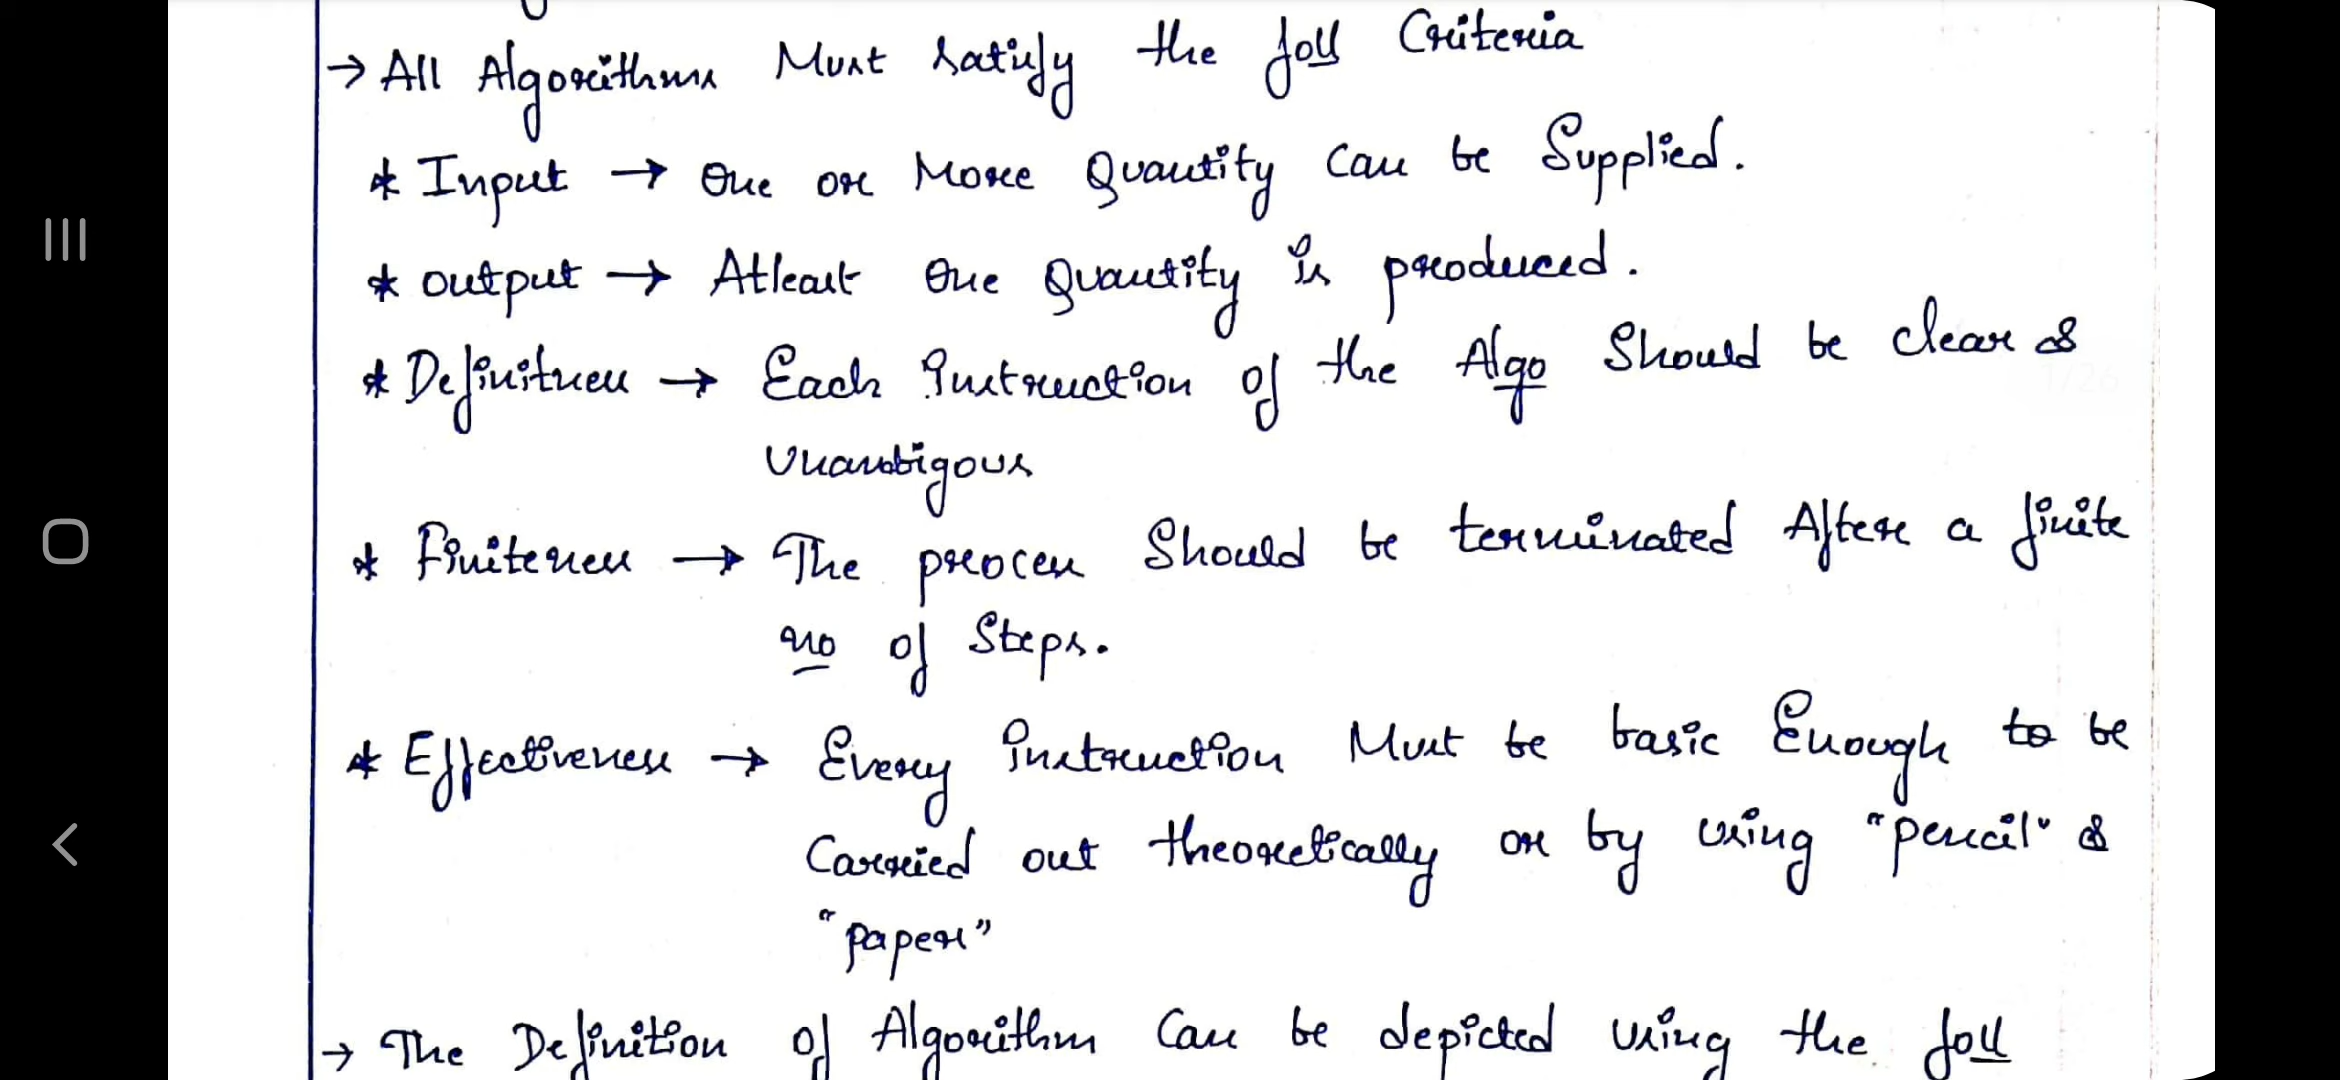 → All Algorithms Must satisfy the foll Criteria
* Input → One or More Quantity can be Supplied.
* output → Atleast One Quantity is produced.
* Definitness → Each Instruction of the Algo Should be clear &
Unambigous
* Finiteness → The process Should be terminated After a finite
no of Steps.
* Effectiveness → Every instruction Must be basic Enough to be
Carried out theoretically or by using "pencil" &
"paper"
→ The Definition of Algorithm Can be depicted using the foll